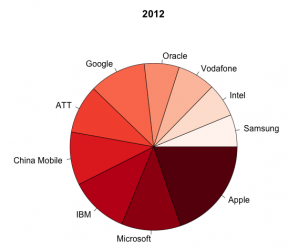 2012
Oracle
Google
Vodafone
Intel
ATT
Samsung
China Mobile
Apple
IBM
Microsoft